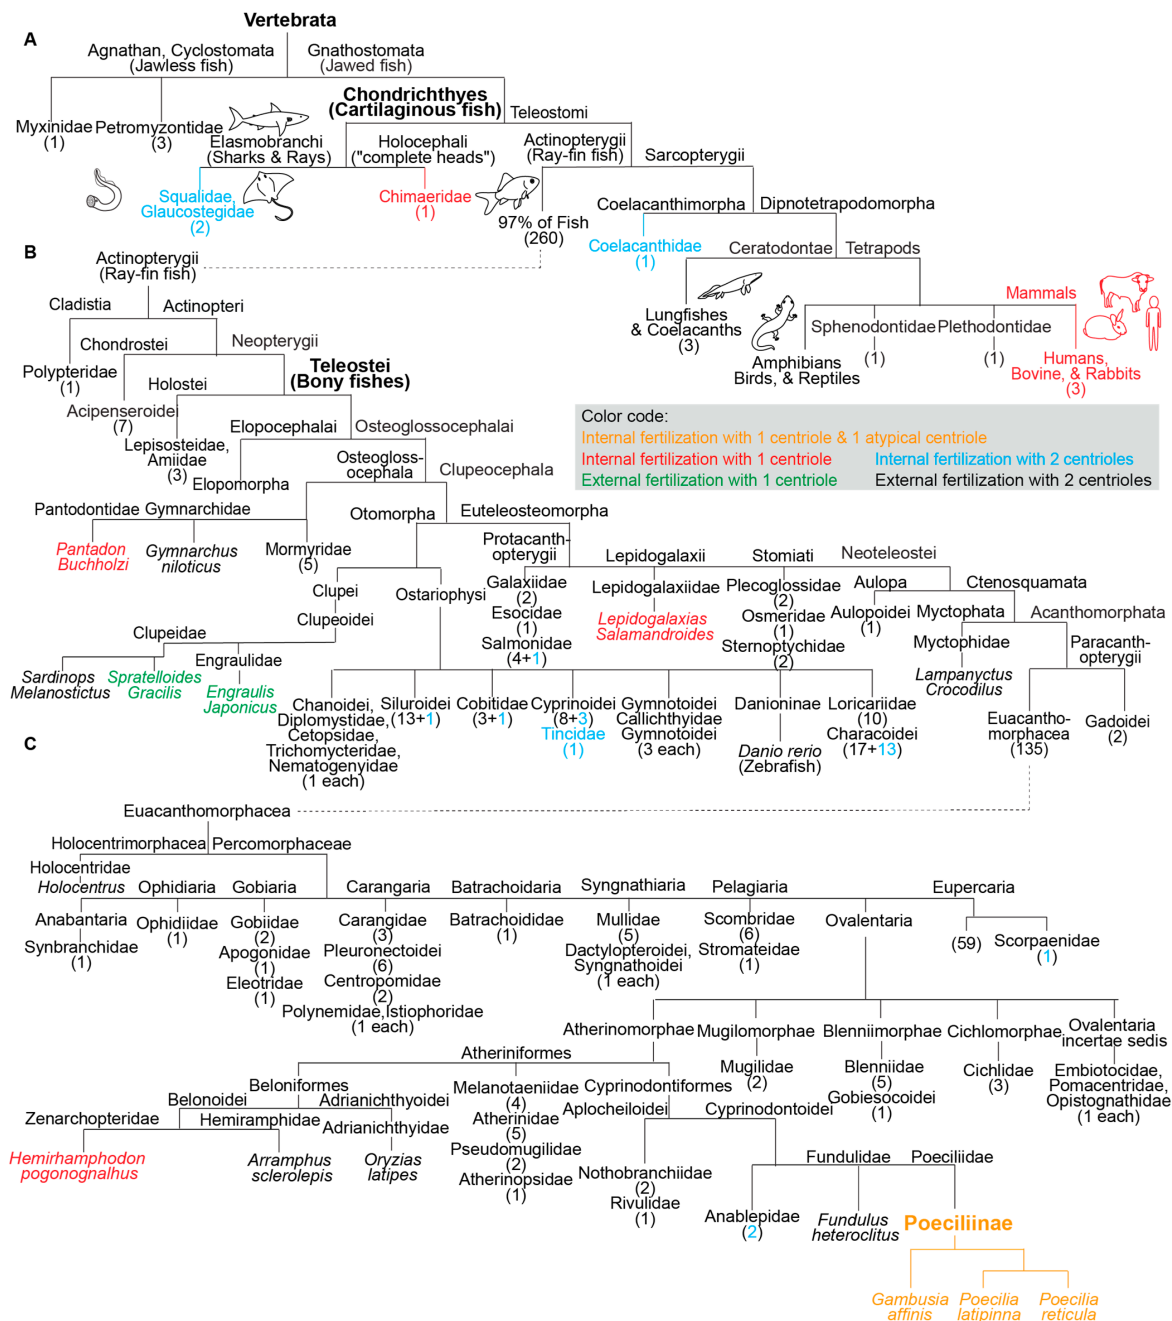 Vertebrata
A
Agnathan, Cyclostomata
(Jawless fish)
Gnathostomata
(Jawed fish)
Chondrichthyes
(Cartilaginous fish)
Teleostomi
Myxinidae
(1)
Petromyzontidae
(3)
Elasmobranchi
(Sharks & Rays)
Holocephali
("complete heads")
Actinopterygii
(Ray-fin fish)
Sarcopterygii
Squalidae,
Glaucostegidae
(2)
Chimaeridae
(1)
97% of Fish
(260)
Coelacanthimorpha
Dipnotetrapodomorpha
Coelacanthidae
(1)
Ceratodontae
Tetrapods
Lungfishes
& Coelacanths
(3)
Amphibians
Birds, & Reptiles
Sphenodontidae
(1)
Plethodontidae
(1)
Mammals
Humans,
Bovine, & Rabbits
(3)
Color code:
Internal fertilization with 1 centriole & 1 atypical centriole
Internal fertilization with 1 centriole
Internal fertilization with 2 centrioles
External fertilization with 1 centriole
External fertilization with 2 centrioles
B
Actinopterygii
(Ray-fin fish)
Cladistia
Actinopteri
Chondrostei
Neopterygii
Polypteridae
(1)
Teleostei
(Bony fishes)
Holostei
Acipenseroidei
(7)
Lepisosteidae,
Amiidae
(3)
Elopocephalai
Osteoglossocephalai
Elopomorpha
Osteogloss-
ocephala
Clupeocephala
Pantodontidae
Gymnarchidae
Pantadon
Buchholzi
Gymnarchus
niloticus
Mormyridae
(5)
Otomorpha
Euteleosteomorpha
Clupei
Clupeoidei
Ostariophysi
Clupeidae
Engraulidae
Sardinops
Melanostictus
Spratelloides
Gracilis
Engraulis
Japonicus
Protacanth-
opterygii
Lepidogalaxii
Stomiati
Neoteleostei
Galaxiidae
(2)
Esocidae
(1)
Salmonidae
(4+1)
Lepidogalaxiidae
Lepidogalaxias
Salamandroides
Plecoglossidae
(2)
Osmeridae
(1)
Sternoptychidae
(2)
Aulopa
Ctenosquamata
Aulopoidei
(1)
Myctophata
Acanthomorphata
Myctophidae
Lampanyctus
Crocodilus
Paracanth-
opterygii
Euacantho-
morphacea
(135)
Gadoidei
(2)
Chanoidei,
Diplomystidae,
Cetopsidae,
Trichomycteridae,
Nematogenyidae
(1 each)
Siluroidei
(13+1)
Cobitidae
(3+1)
Cyprinoidei
(8+3)
Tincidae
(1)
Gymnotoidei
Callichthyidae
Gymnotoidei
(3 each)
Danioninae
Danio rerio
(Zebrafish)
Loricariidae
(10)
Characoidei
(17+13)
C
Euacanthomorphacea
Holocentrimorphacea
Percomorphaceae
Holocentridae
Holocentrus
Ophidiaria
Gobiaria
Carangaria
Batrachoidaria
Syngnathiaria
Pelagiaria
Eupercaria
Anabantaria
Synbranchidae
(1)
Ophidiidae
(1)
Gobiidae
(2)
Apogonidae
(1)
Eleotridae
(1)
Carangidae
(3)
Pleuronectoidei
(6)
Centropomidae
(2)
Polynemidae,Istiophoridae
(1 each)
Batrachoididae
(1)
Mullidae
(5)
Dactylopteroidei,
Syngnathoidei
(1 each)
Scombridae
(6)
Stromateidae
(1)
Ovalentaria
(59)
Scorpaenidae
(1)
Atherinomorphae
Mugilomorphae
Blenniimorphae
Cichlomorphae
Ovalentaria
incertae sedis
Mugilidae
(2)
Blenniidae
(5)
Gobiesocoidei
(1)
Cichlidae
(3)
Embiotocidae,
Pomacentridae,
Opistognathidae
(1 each)
Atheriniformes
Beloniformes
Belonoidei
Adrianichthyoidei
Zenarchopteridae
Hemiramphidae
Adrianichthyidae
Hemirhamphodon
pogonognalhus
Arramphus
sclerolepis
Oryzias
latipes
Melanotaeniidae
(4)
Atherinidae
(5)
Pseudomugilidae
(2)
Atherinopsidae
(1)
Cyprinodontiformes
Aplocheiloidei
Cyprinodontoidei
Nothobranchiidae
(2)
Rivulidae
(1)
Fundulidae
Poeciliidae
Anablepidae
(2)
Fundulus
heteroclitus
Poeciliinae
Gambusia
affinis
Poecilia
latipinna
Poecilia
reticula